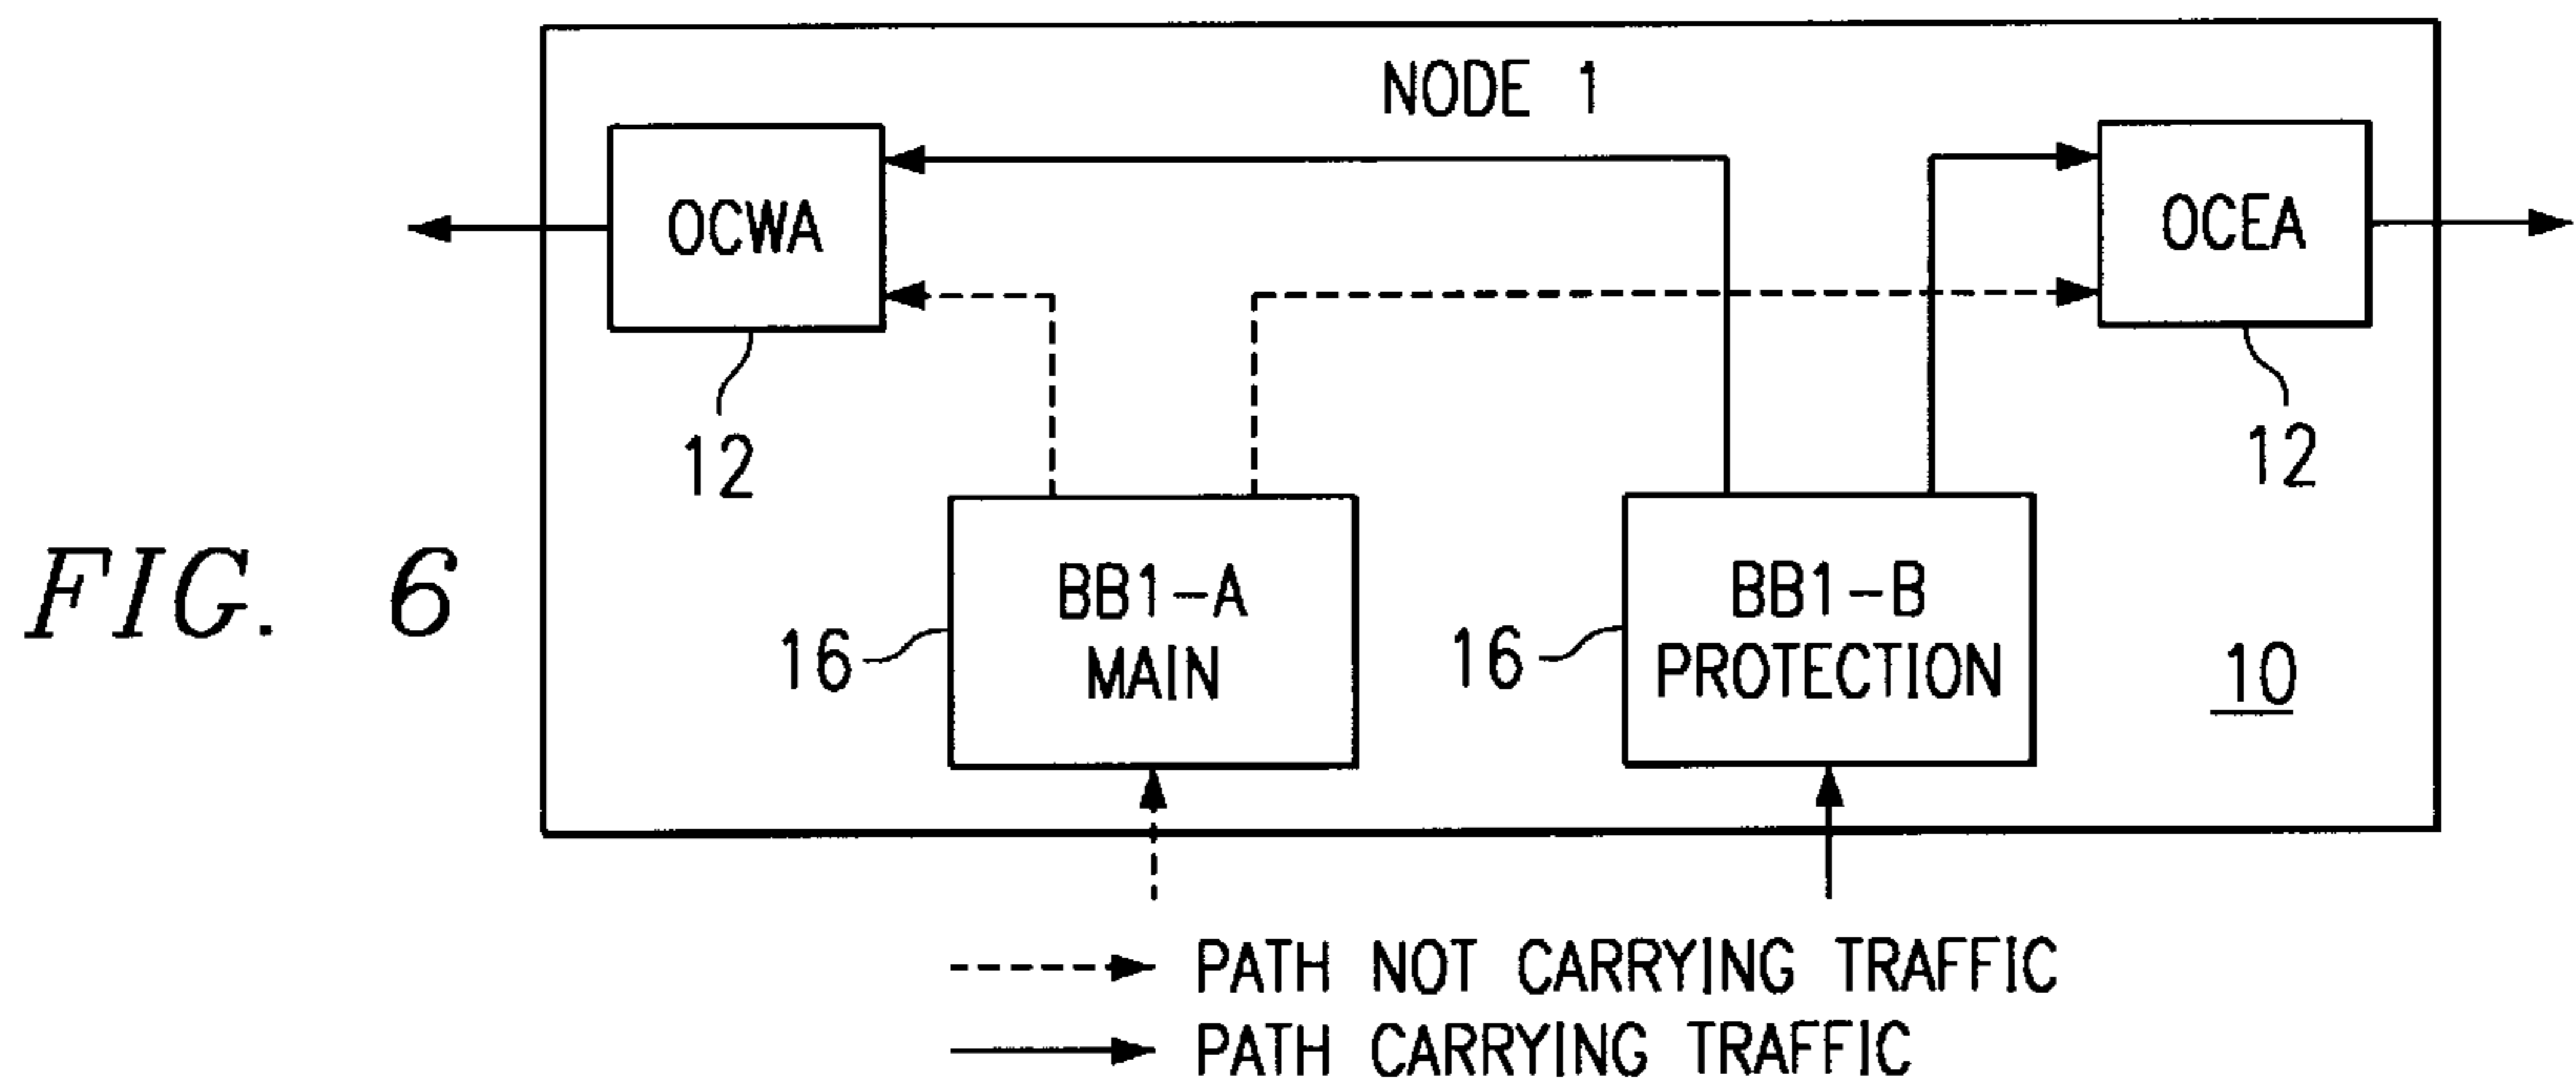 NODE 1
OCWA
OCEA
12
12
FIG. 6
BB1-A
MAIN
16
BB1-B
PROTECTION
16
10
PATH NOT CARRYING TRAFFIC
PATH CARRYING TRAFFIC